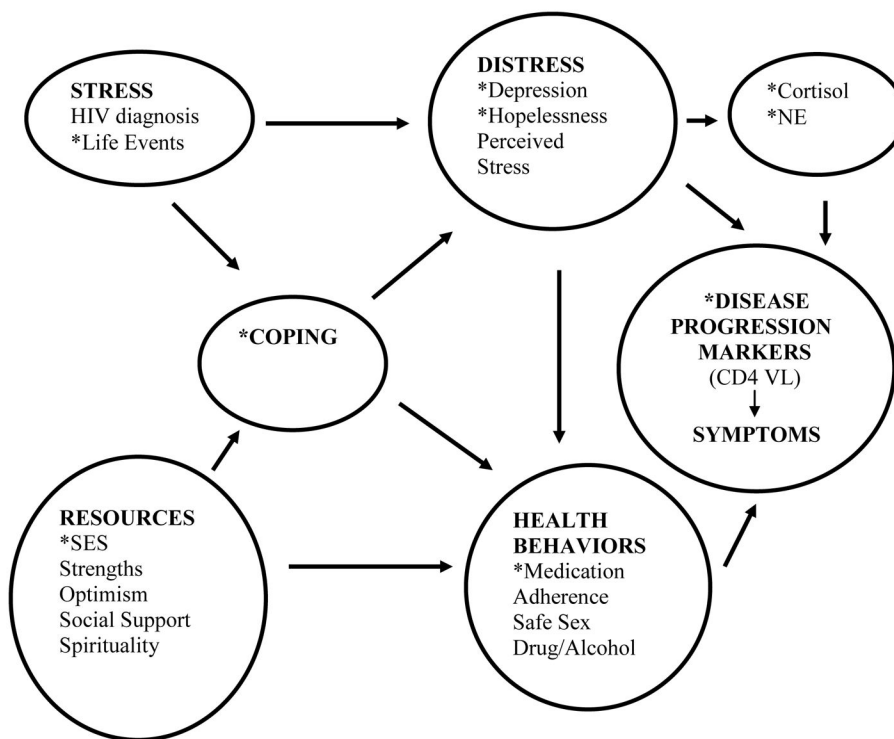 STRESS
HIV diagnosis
*Life Events
DISTRESS
*Depression
*Hopelessness
Perceived
Stress
*Cortisol
*NE
*COPING
*DISEASE
PROGRESSION
MARKERS
(CD4 VL)
SYMPTOMS
RESOURCES
*SES
Strengths
Optimism
Social Support
Spirituality
HEALTH
BEHAVIORS
*Medication
Adherence
Safe Sex
Drug/Alcohol